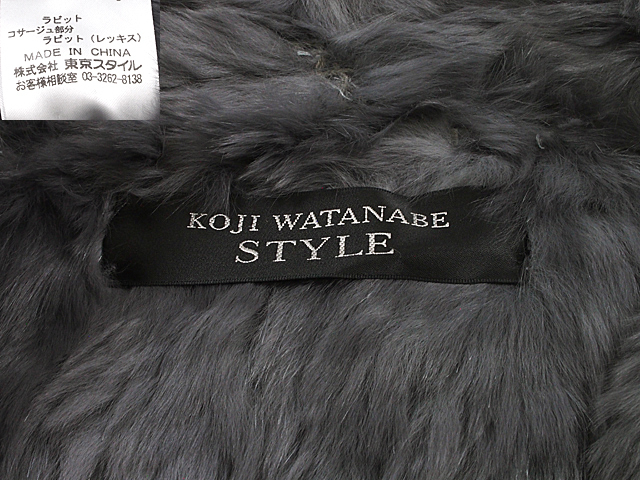 ラビット
コサージュ部分
ラビット（レッキス）
MADE IN CHINA
株式会社 東京スタイル
お客様相談室 03-3262-8138
KOJI WATANABE
STYLE